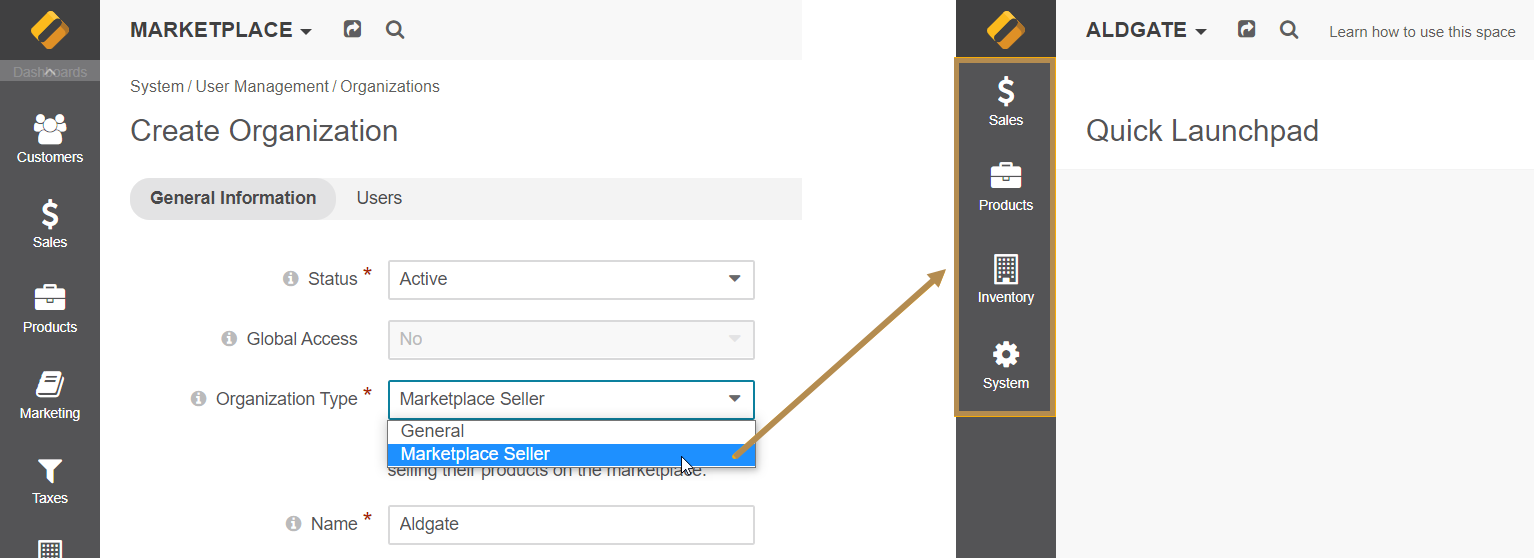 MARKETPLACE
Dashboards
Customers
Sales
Products
Marketing
Taxes
System / User Management / Organizations
Create Organization
General Information Users
Status * Active
Global Access No
Organization Type * Marketplace Seller
General
Marketplace Seller
selling their products on the marketplace.
Name * Aldgate
ALDGATE Learn how to use this space
Sales
Products
Inventory
System
Quick Launchpad